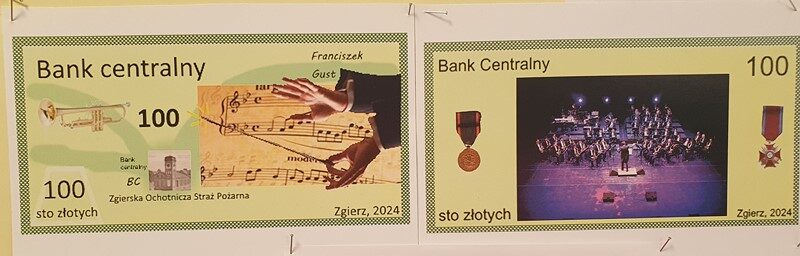 Bank centralny
Franciszek
Gust
100
Bank
centralny
BC
100
sto złotych
Zgierska Ochotnicza Straż Pożarna
Zgierz, 2024
Bank Centralny
100
sto złotych
Zgierz, 2024